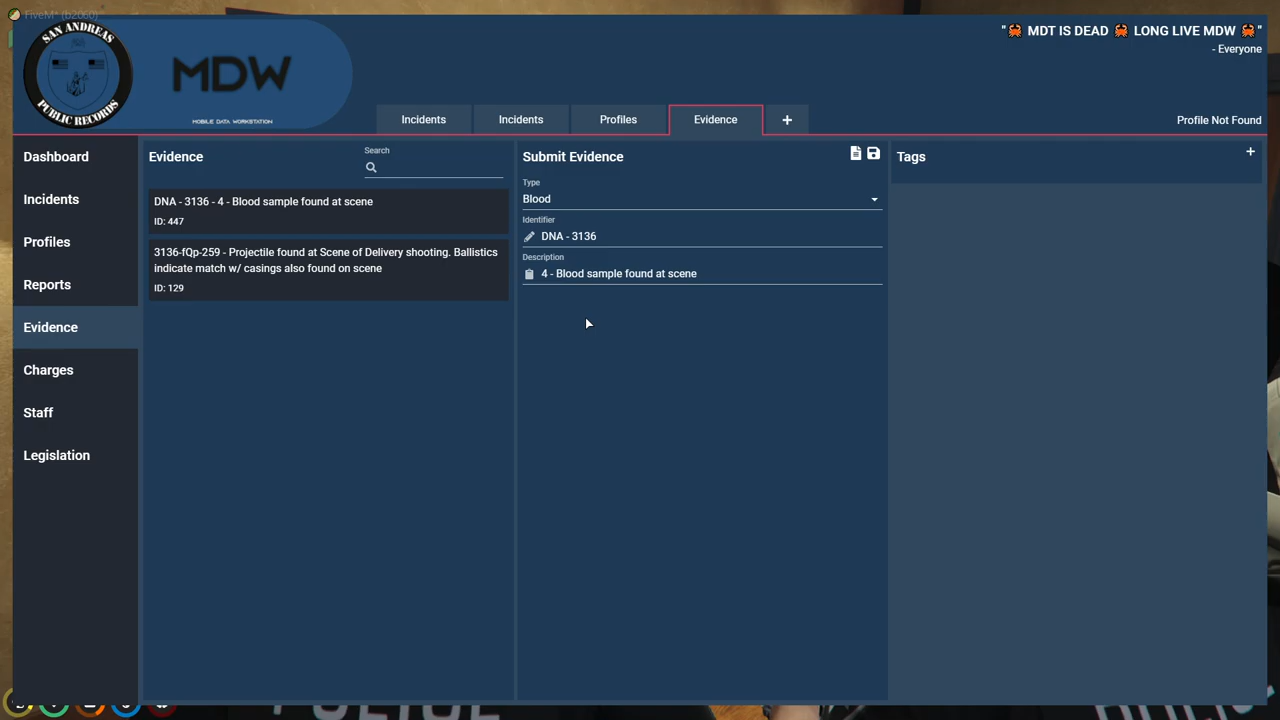 FiveM* (b2060)
SAN ANDREAS
PUBLIC RECORDS
MDW
MOBILE DATA WORKSTATION
"🦀 MDT IS DEAD 🦀 LONG LIVE MDW 🦀"
- Everyone
Incidents
Incidents
Profiles
Evidence
+
Profile Not Found
Dashboard
Incidents
Profiles
Reports
Evidence
Charges
Staff
Legislation
Evidence
Search
DNA - 3136 - 4 - Blood sample found at scene
ID: 447
3136-fQp-259 - Projectile found at Scene of Delivery shooting. Ballistics
indicate match w/ casings also found on scene
ID: 129
Submit Evidence
Type
Blood
Identifier
DNA - 3136
Description
4 - Blood sample found at scene
Tags
+
POLICE